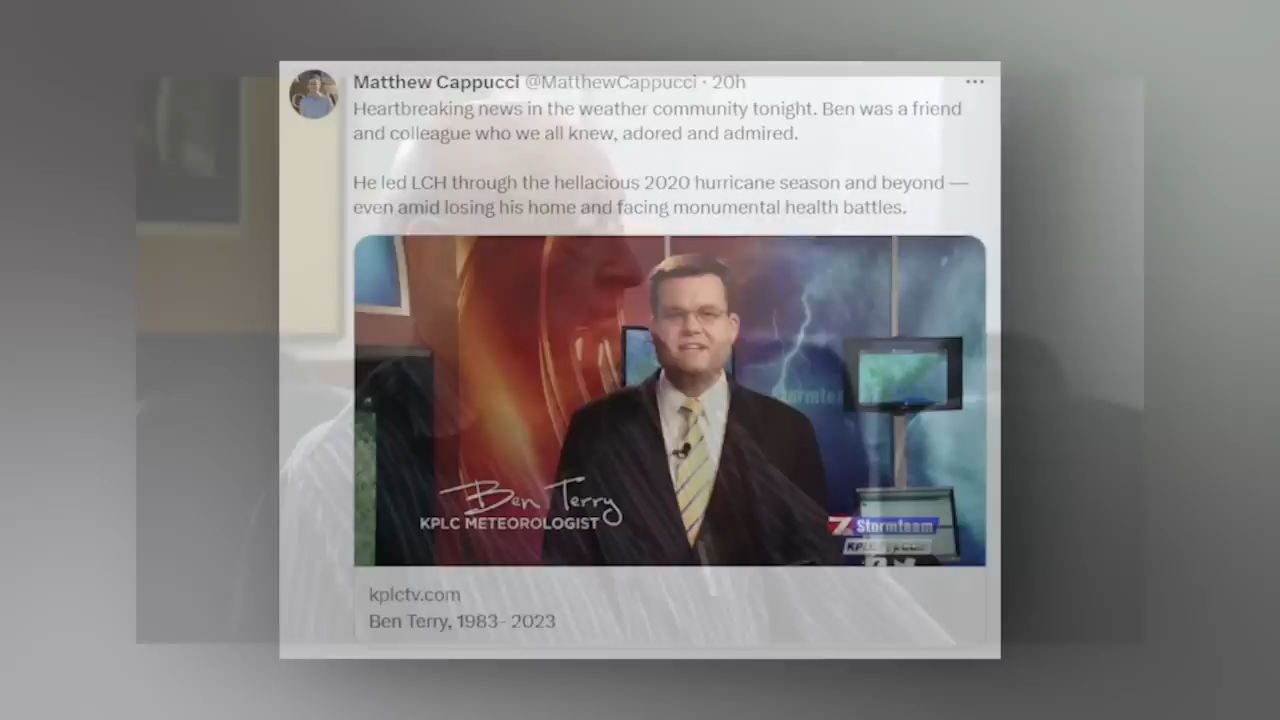 Matthew Cappucci @MatthewCappucci · 20h
Heartbreaking news in the weather community tonight. Ben was a friend
and colleague who we all knew, adored and admired.
He led LCH through the hellacious 2020 hurricane season and beyond —
even amid losing his home and facing monumental health battles.
Ben Terry
KPLC METEOROLOGIST
7 Stormteam
kplctv.com
Ben Terry, 1983- 2023